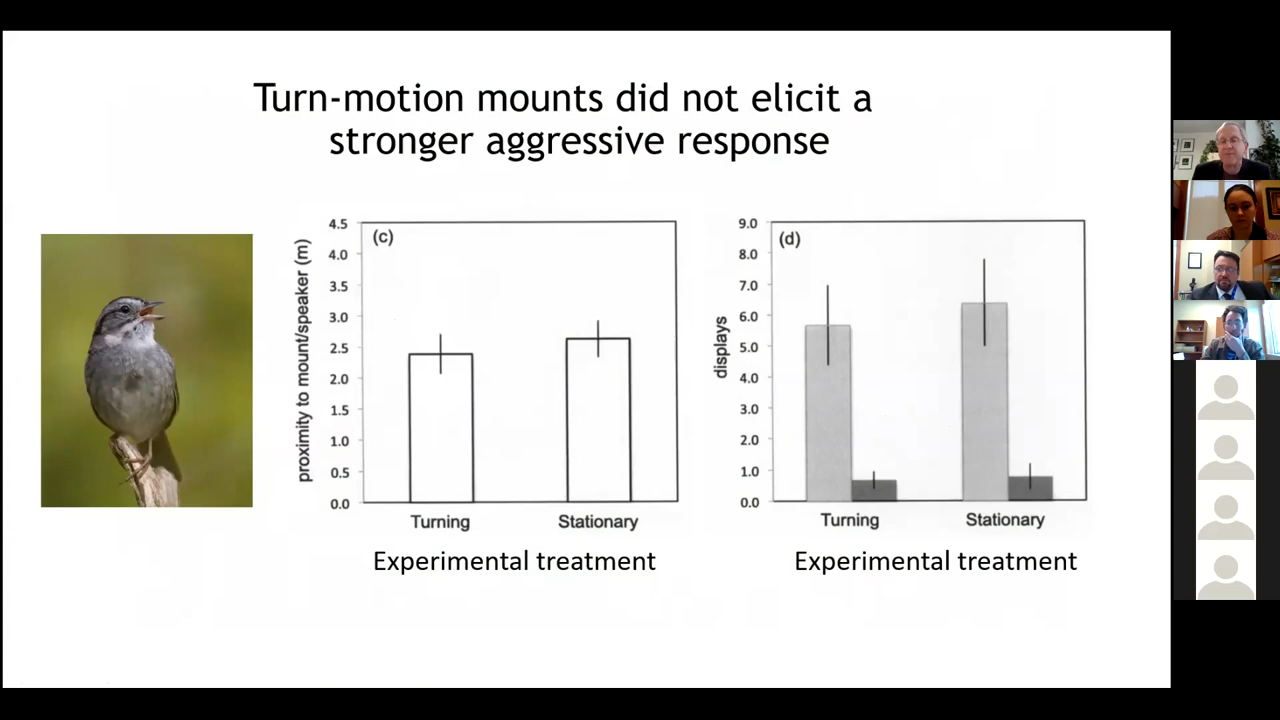 Turn-motion mounts did not elicit a
stronger aggressive response
proximity to mount/speaker (m)
4.5
4.0
3.5
3.0
2.5
2.0
1.5
1.0
0.5
0.0
(c)
Turning
Stationary
Experimental treatment
displays
9.0
8.0
7.0
6.0
5.0
4.0
3.0
2.0
1.0
0.0
(d)
Turning
Stationary
Experimental treatment